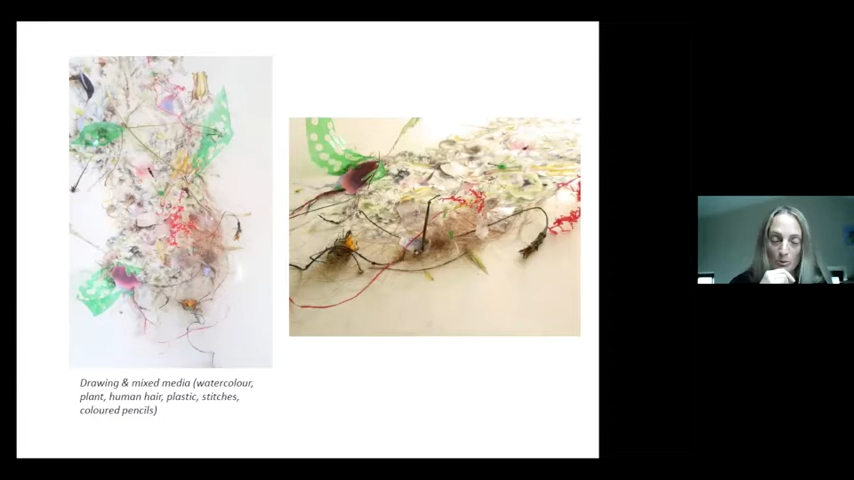 Drawing & mixed media (watercolour,
plant, human hair, plastic, stitches,
coloured pencils)